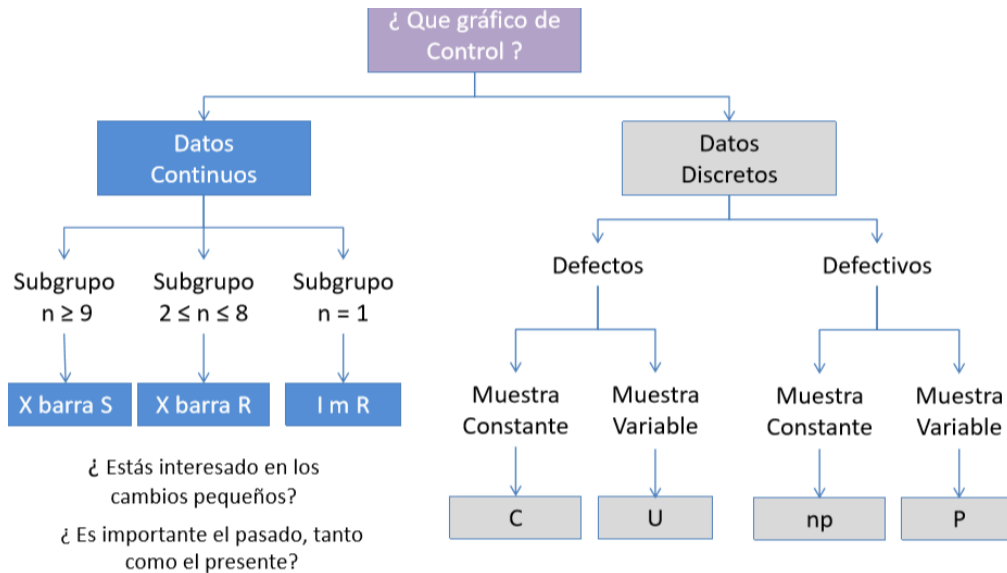 ¿ Que gráfico de
Control ?
Datos
Continuos
Datos
Discretos
Subgrupo
n ≥ 9
Subgrupo
2 ≤ n ≤ 8
Subgrupo
n = 1
Defectos
Defectivos
X barra S
X barra R
I m R
Muestra
Constante
Muestra
Variable
Muestra
Constante
Muestra
Variable
C
U
np
P
¿ Estás interesado en los
cambios pequeños?
¿ Es importante el pasado, tanto
como el presente?